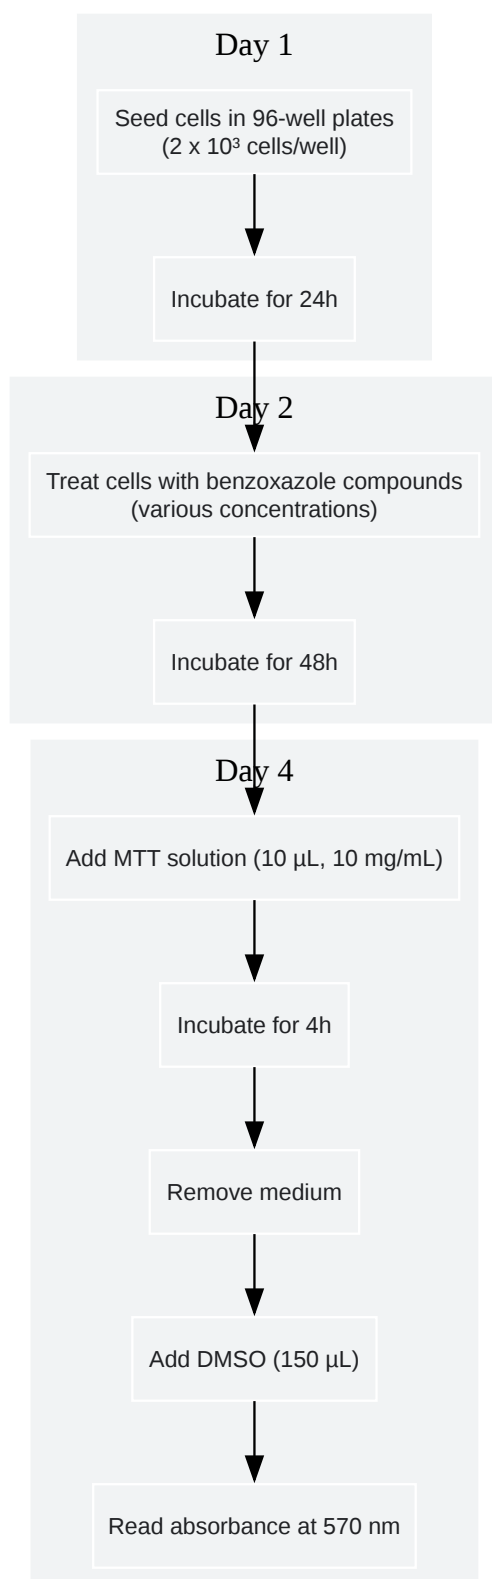 Day 1
Seed cells in 96-well plates
(2 x 10³ cells/well)
Incubate for 24h
Day 2
Treat cells with benzoxazole compounds
(various concentrations)
Incubate for 48h
Day 4
Add MTT solution (10 µL, 10 mg/mL)
Incubate for 4h
Remove medium
Add DMSO (150 µL)
Read absorbance at 570 nm